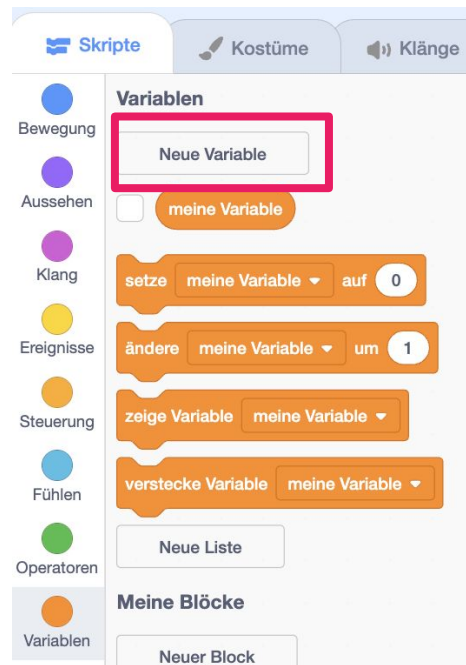 Skripte
Kostüme
Klänge
Bewegung
Aussehen
Klang
Ereignisse
Steuerung
Fühlen
Operatoren
Variablen
Variablen
Neue Variable
meine Variable
setze meine Variable auf 0
ändere meine Variable um 1
zeige Variable meine Variable
verstecke Variable meine Variable
Neue Liste
Meine Blöcke
Neuer Block